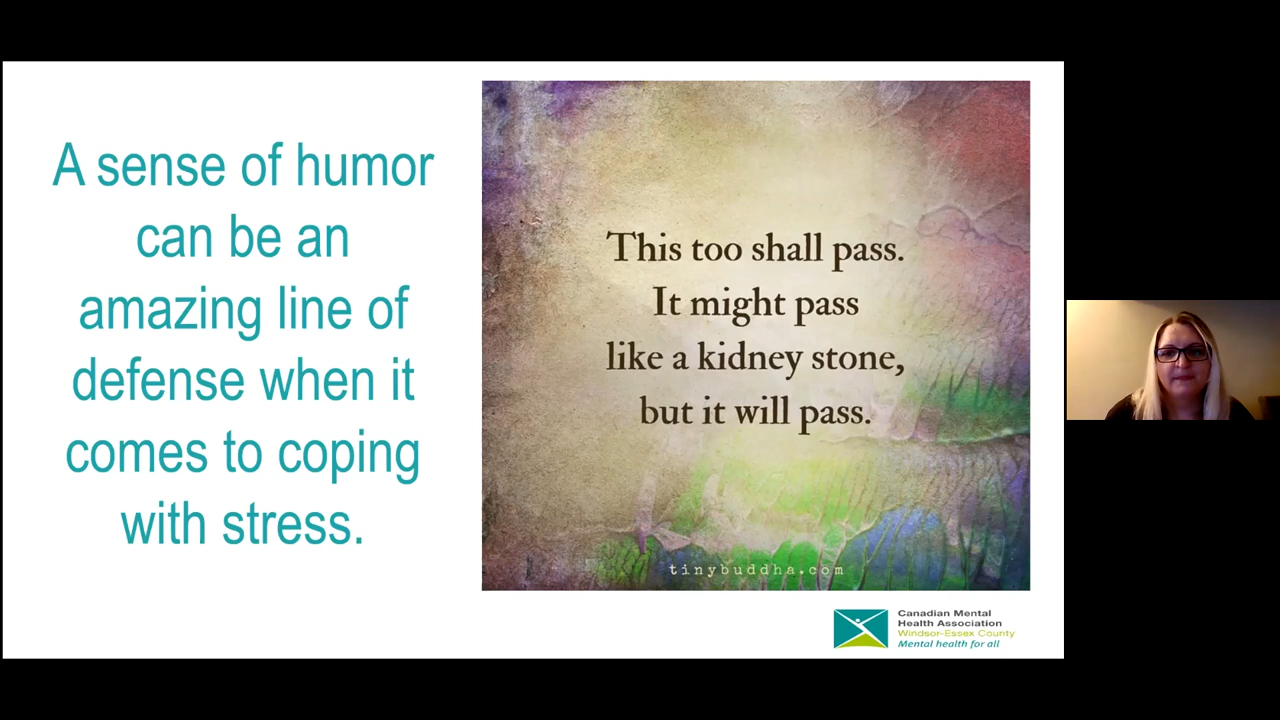 A sense of humor
can be an
amazing line of
defense when it
comes to coping
with stress.
This too shall pass.
It might pass
like a kidney stone,
but it will pass.
tinybuddha.com
Canadian Mental
Health Association
Windsor-Essex County
Mental health for all